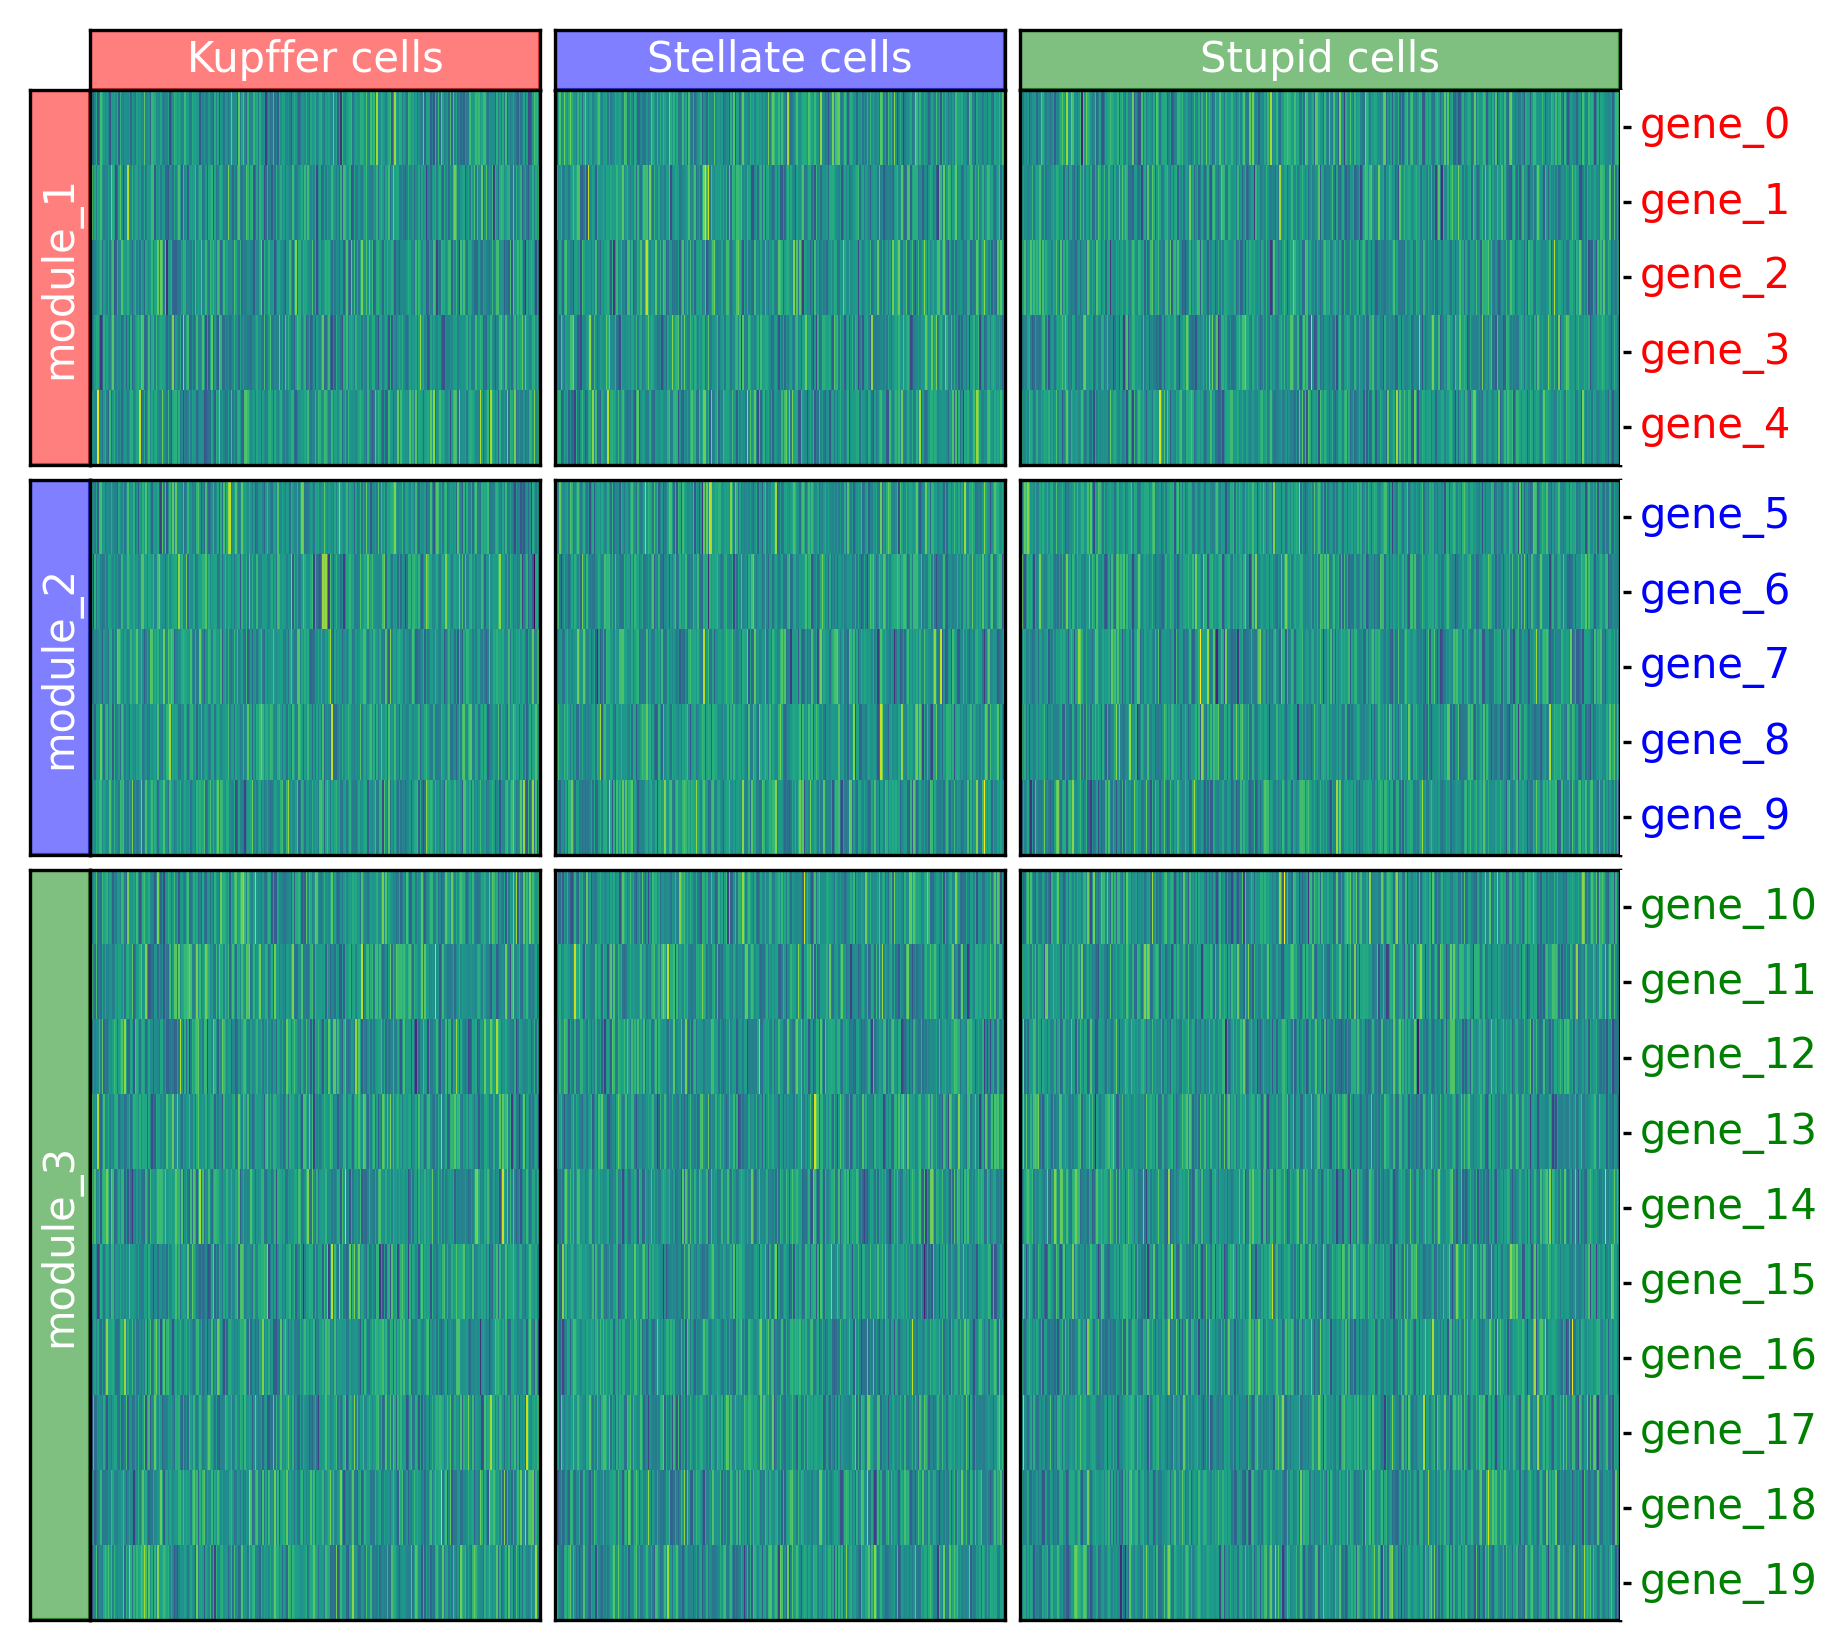 Kupffer cells
Stellate cells
Stupid cells
module_1
gene_0
gene_1
gene_2
gene_3
gene_4
module_2
gene_5
gene_6
gene_7
gene_8
gene_9
module_3
gene_10
gene_11
gene_12
gene_13
gene_14
gene_15
gene_16
gene_17
gene_18
gene_19